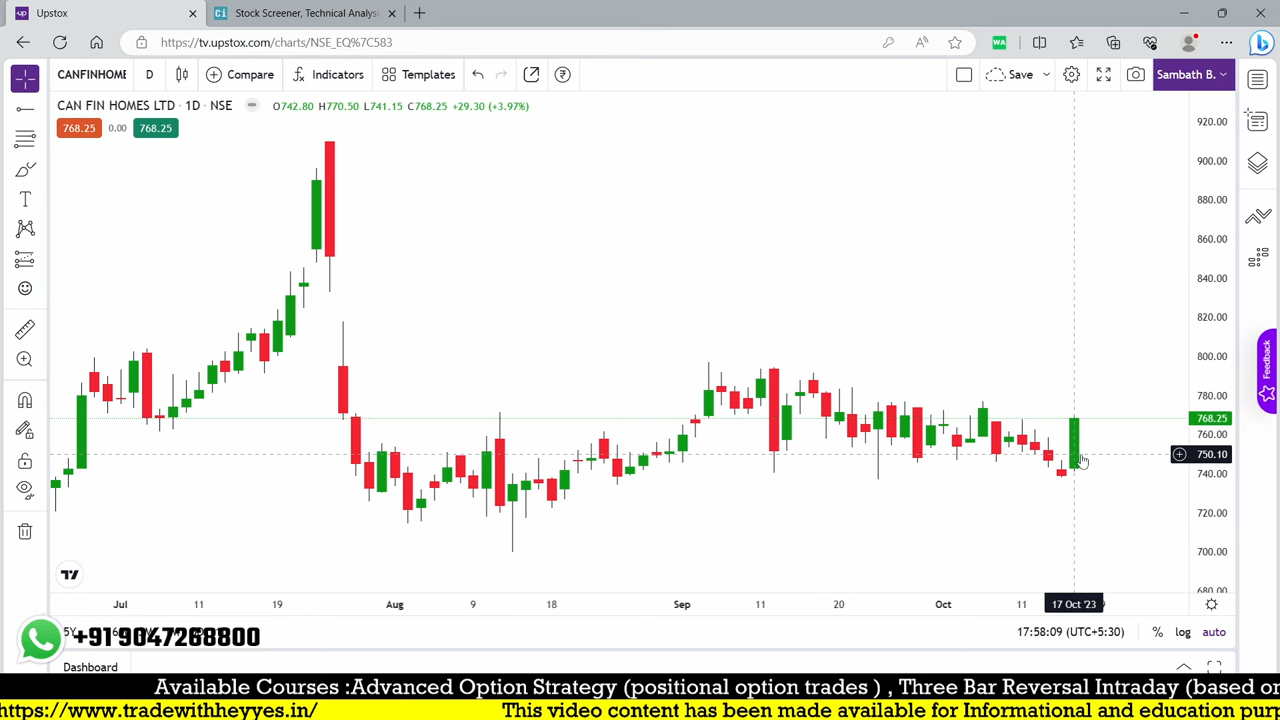 Upstox
Ci Stock Screener, Technical Analysi
https://tv.upstox.com/charts/NSE_EQ%7C583
WA
CANFINHOME D Compare Indicators Templates Save Sambath B.
CAN FIN HOMES LTD · 1D · NSE O742.80 H770.50 L741.15 C768.25 +29.30 (+3.97%)
768.25 0.00 768.25
920.00
900.00
880.00
860.00
840.00
820.00
800.00
780.00
768.25
760.00
750.10
740.00
720.00
700.00
680.00
Feedback
Jul 11 19 Aug 9 18 Sep 11 20 Oct 11 17 Oct '23
17:58:09 (UTC+5:30) % log auto
+91 9047268800
Dashboard
Available Courses :Advanced Option Strategy (positional option trades ) , Three Bar Reversal Intraday (based on
https://www.tradewithheyyes.in/ This video content has been made available for Informational and education purp